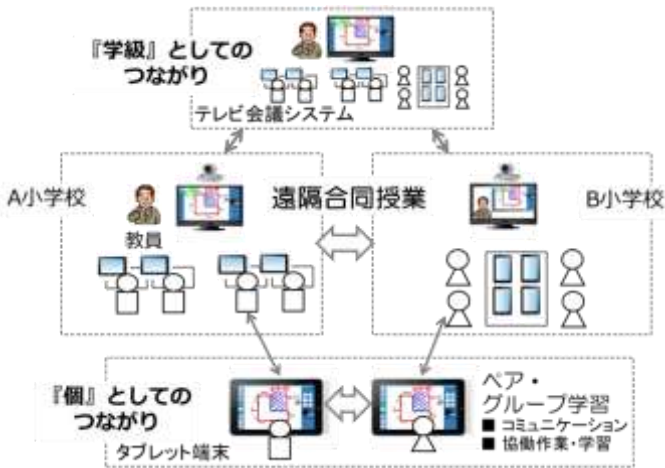 『学級』としての
つながり
テレビ会議システム
A小学校
遠隔合同授業
B小学校
教員
『個』としての
つながり
タブレット端末
ペア・
グループ学習
■ コミュニケーション
■ 協働作業・学習